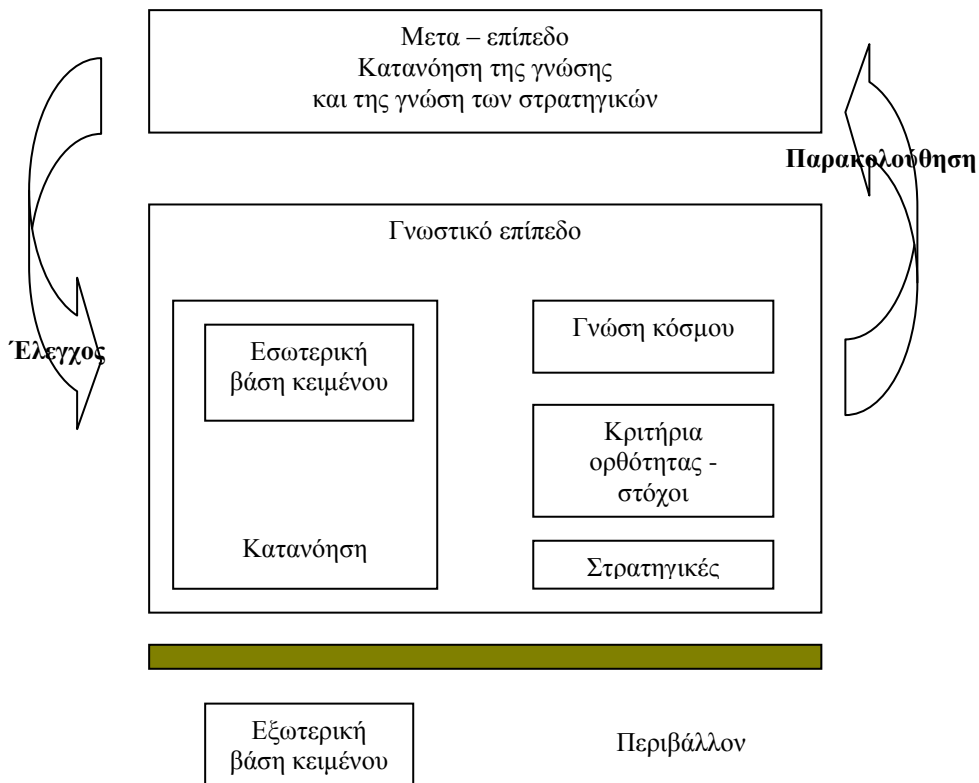 Μετα – επίπεδο
Κατανόηση της γνώσης
και της γνώση των στρατηγικών
Παρακολούθηση
Γνωστικό επίπεδο
Έλεγχος
Εσωτερική
βάση κειμένου
Κατανόηση
Γνώση κόσμου
Κριτήρια
ορθότητας -
στόχοι
Στρατηγικές
Εξωτερική
βάση κειμένου
Περιβάλλον